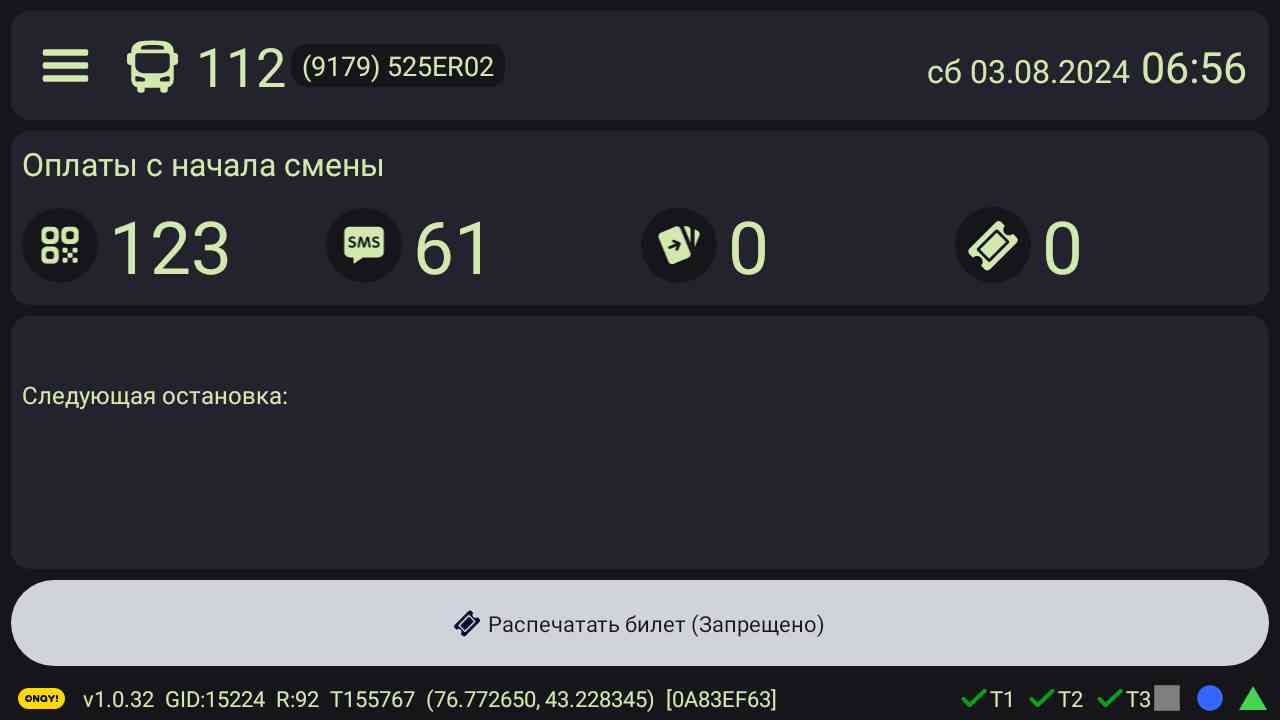 112 (9179) 525ER02 сб 03.08.2024 06:56
Оплаты с начала смены
123 SMS 61 0 0
Следующая остановка:
Распечатать билет (Запрещено)
ONAY! v1.0.32 GID:15224 R:92 T155767 (76.772650, 43.228345) [0A83EF63] T1 T2 T3